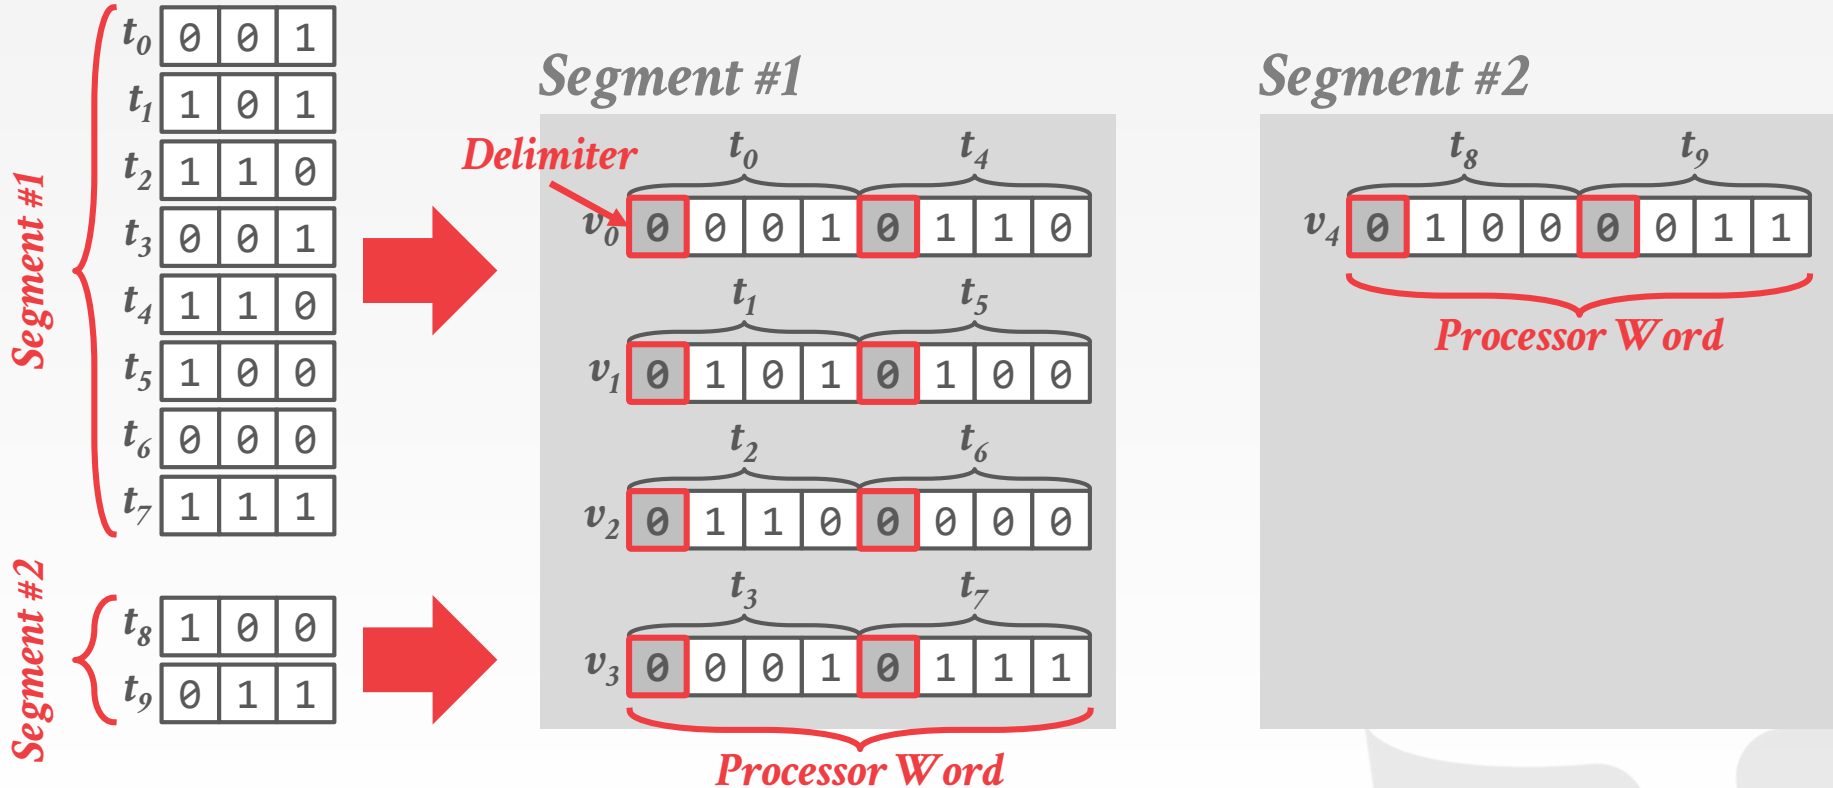 Segment #1
t0 0 0 1
t1 1 0 1
t2 1 1 0
t3 0 0 1
t4 1 1 0
t5 1 0 0
t6 0 0 0
t7 1 1 1
Segment #2
t8 1 0 0
t9 0 1 1
Segment #1
Delimiter
t0 t4
v0 0 0 0 1 0 1 1 0
t1 t5
v1 0 1 0 1 0 1 0 0
t2 t6
v2 0 1 1 0 0 0 0 0
t3 t7
v3 0 0 0 1 0 1 1 1
Processor Word
Segment #2
t8 t9
v4 0 1 0 0 0 0 1 1
Processor Word